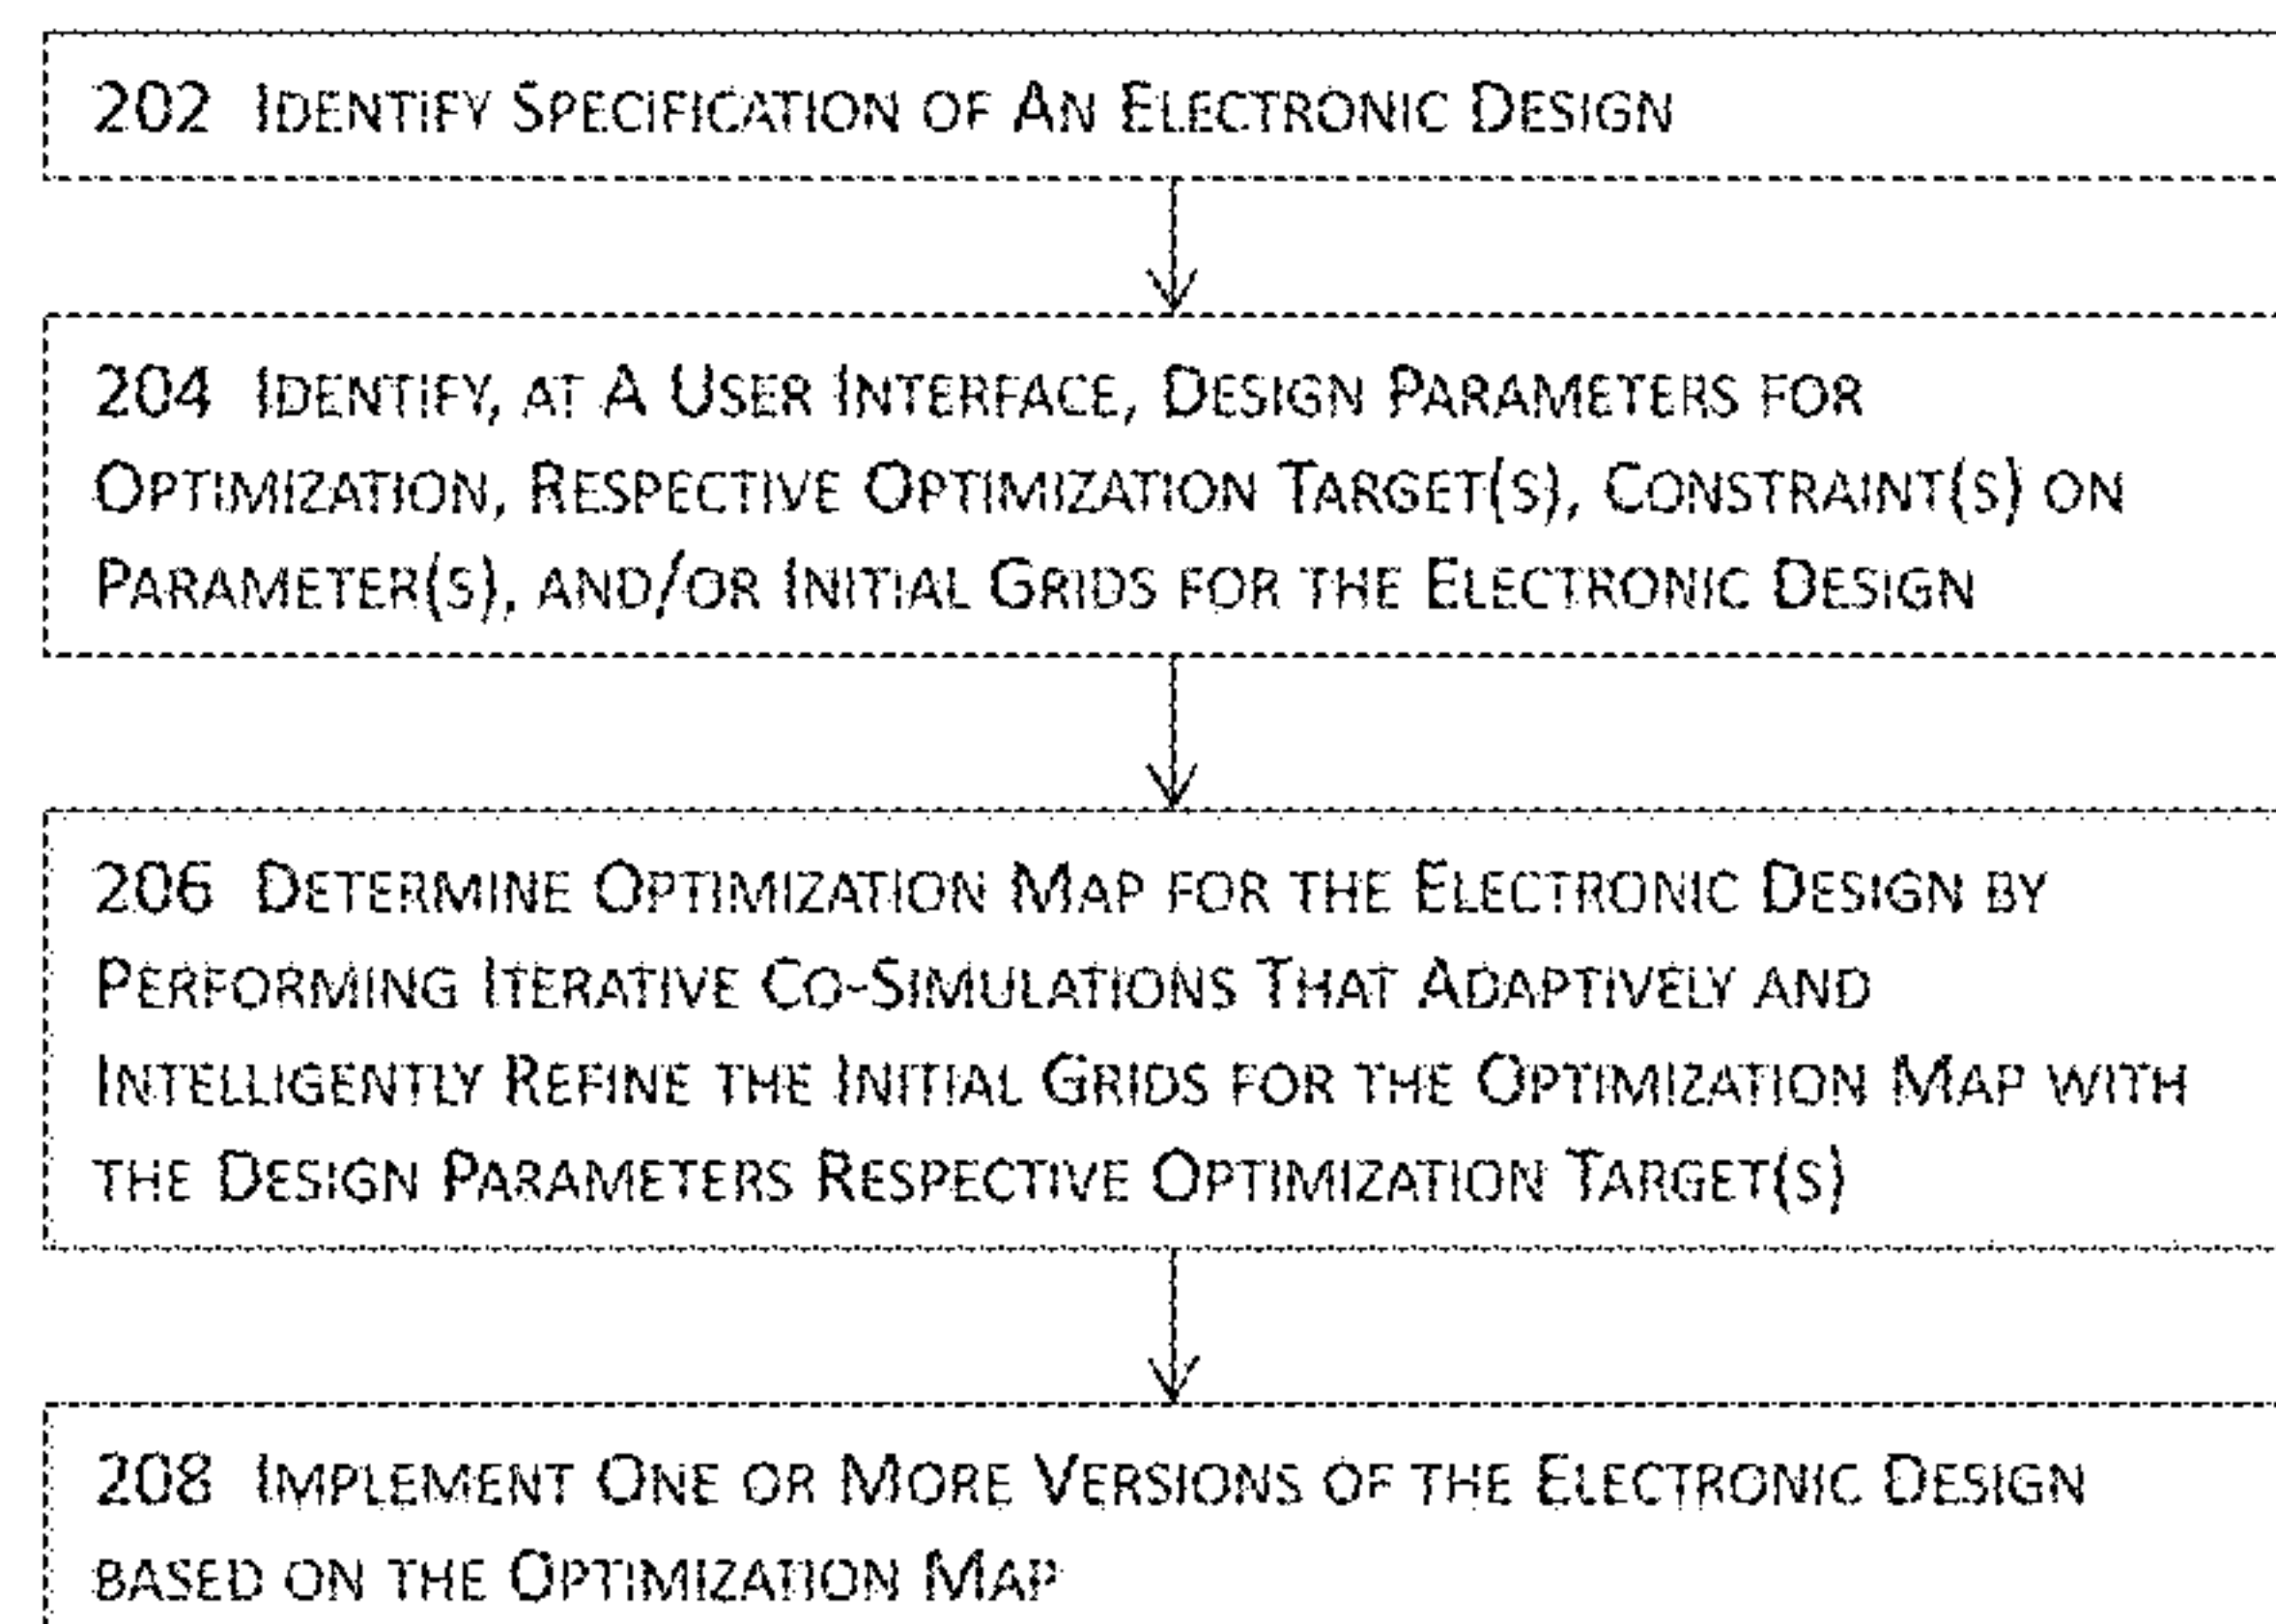 202 Identify Specification of An Electronic Design
204 Identify, at A User Interface, Design Parameters for
Optimization, Respective Optimization Target(s), Constraint(s) on
Parameter(s), and/or Initial Grids for the Electronic Design
206 Determine Optimization Map for the Electronic Design by
Performing Iterative Co-Simulations That Adaptively and
Intelligently Refine the Initial Grids for the Optimization Map with
the Design Parameters Respective Optimization Target(s)
208 Implement One or More Versions of the Electronic Design
based on the Optimization Map